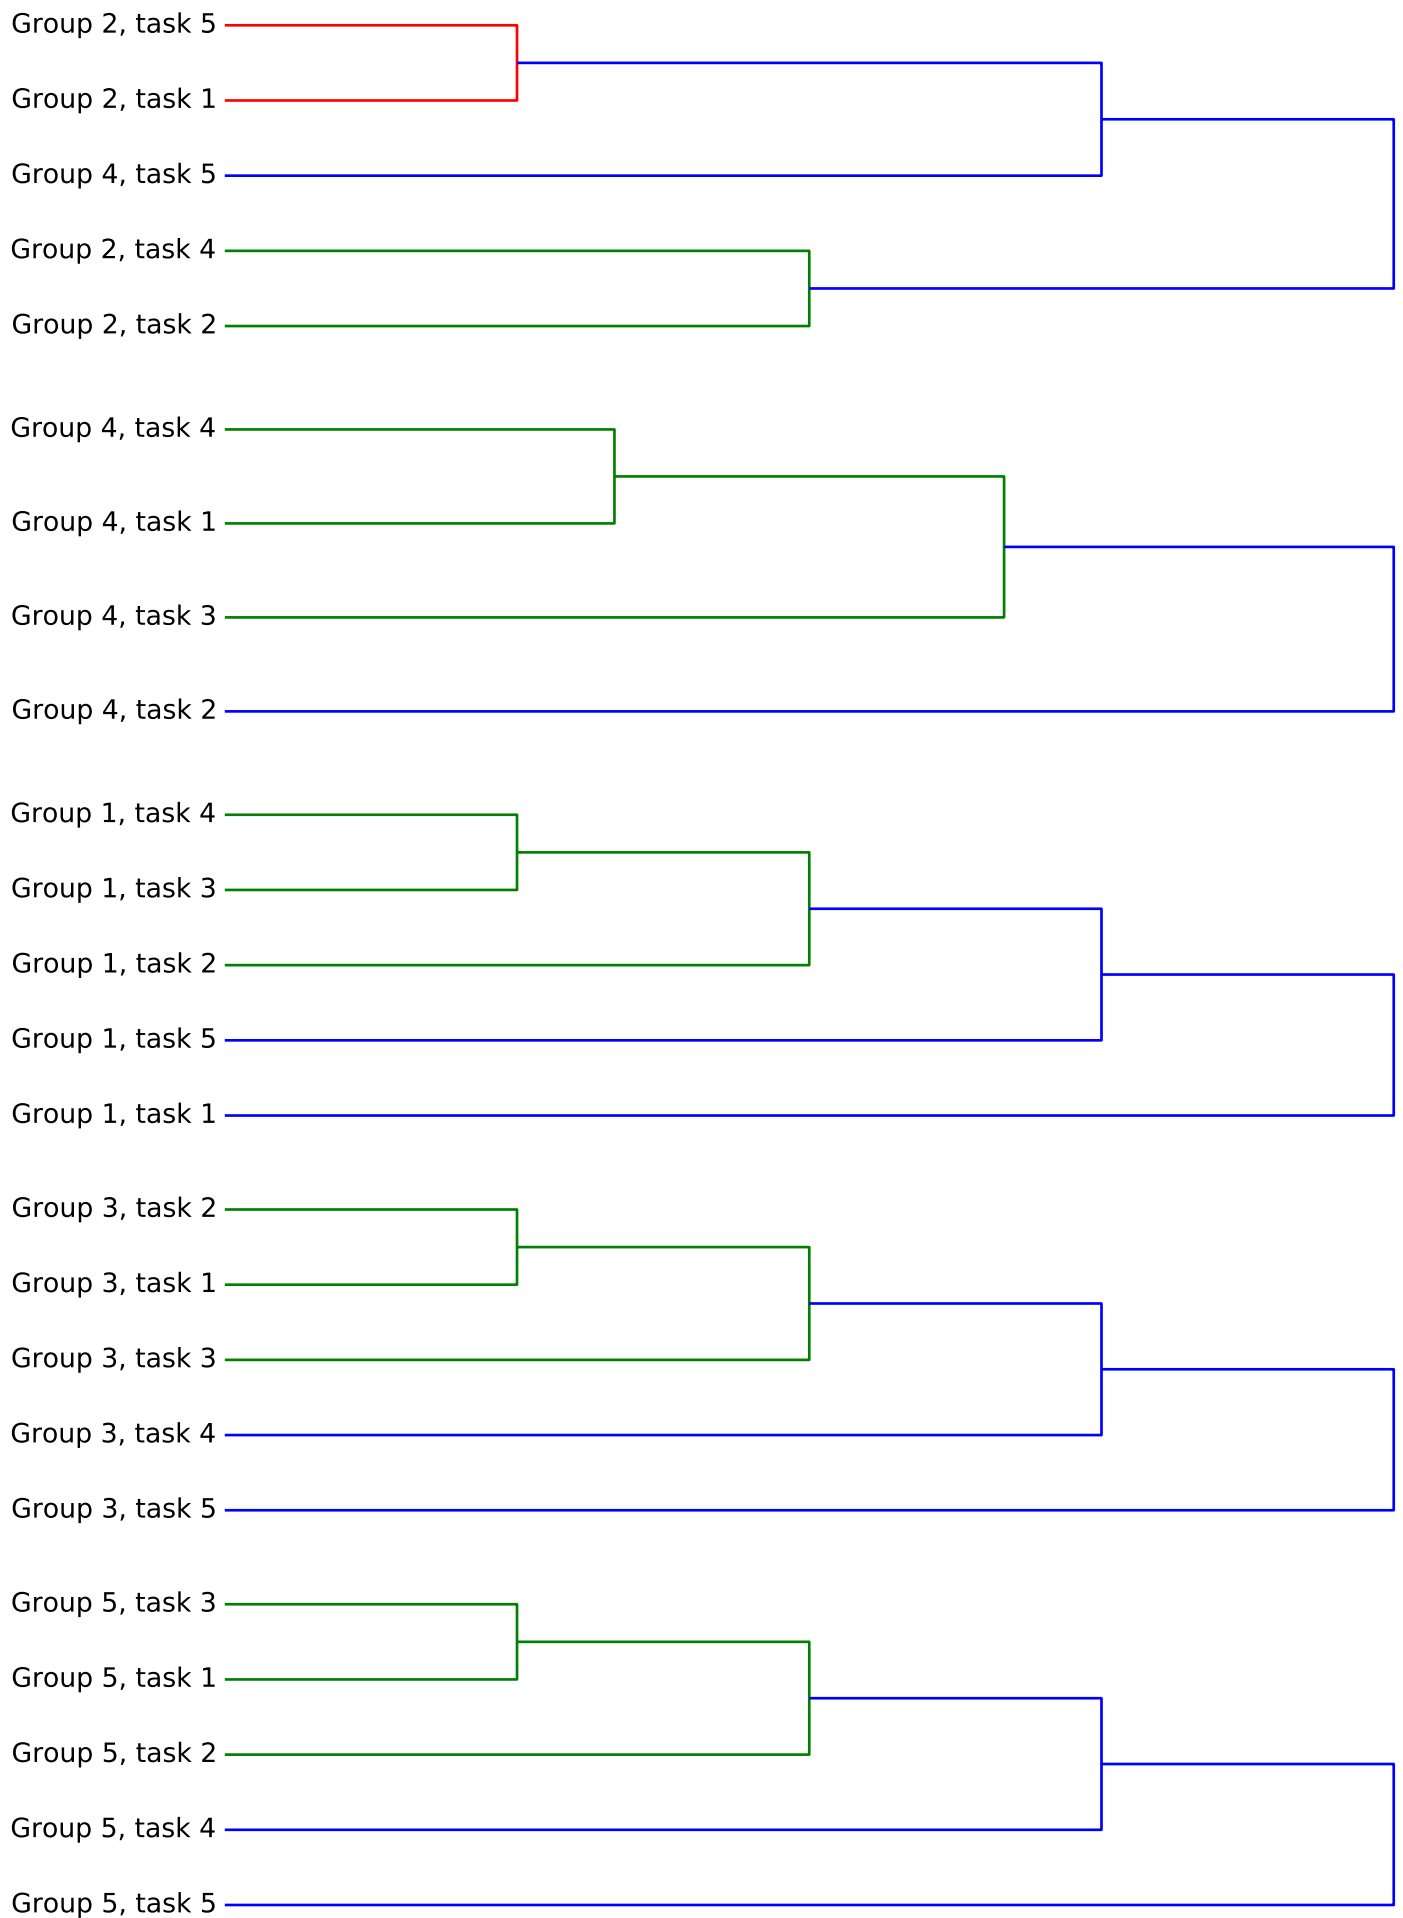 Group 2, task 5
Group 2, task 1
Group 4, task 5
Group 2, task 4
Group 2, task 2
Group 4, task 4
Group 4, task 1
Group 4, task 3
Group 4, task 2
Group 1, task 4
Group 1, task 3
Group 1, task 2
Group 1, task 5
Group 1, task 1
Group 3, task 2
Group 3, task 1
Group 3, task 3
Group 3, task 4
Group 3, task 5
Group 5, task 3
Group 5, task 1
Group 5, task 2
Group 5, task 4
Group 5, task 5